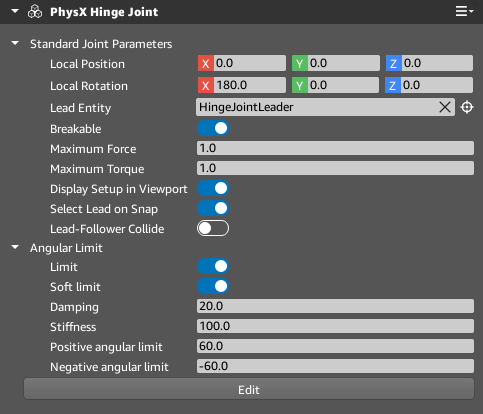 PhysX Hinge Joint
Standard Joint Parameters
Local Position X 0.0 Y 0.0 Z 0.0
Local Rotation X 180.0 Y 0.0 Z 0.0
Lead Entity HingeJointLeader
Breakable
Maximum Force 1.0
Maximum Torque 1.0
Display Setup in Viewport
Select Lead on Snap
Lead-Follower Collide
Angular Limit
Limit
Soft limit
Damping 20.0
Stiffness 100.0
Positive angular limit 60.0
Negative angular limit -60.0
Edit